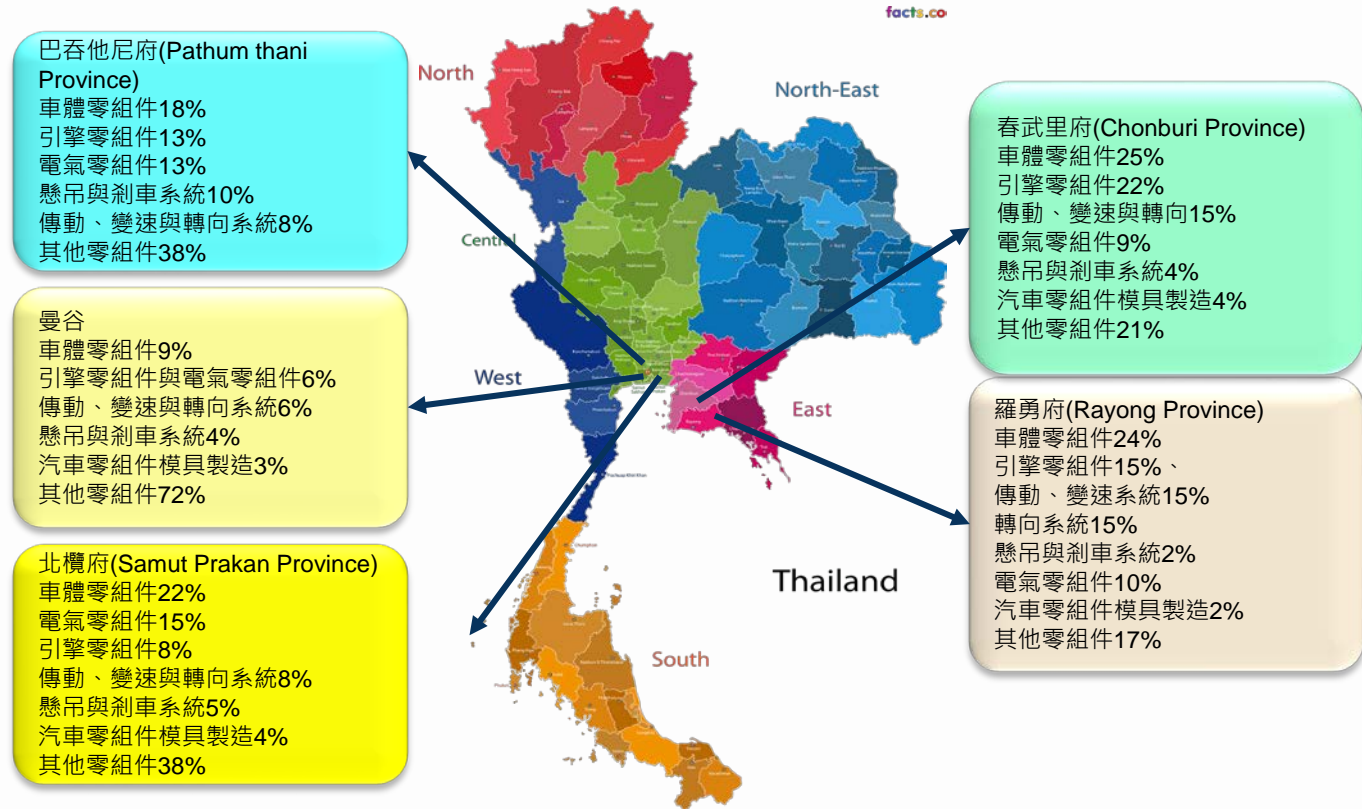 facts.co
巴吞他尼府(Pathum thani
Province)
車體零組件18%
引擎零組件13%
電氣零組件13%
懸吊與剎車系統10%
傳動、變速與轉向系統8%
其他零組件38%
曼谷
車體零組件9%
引擎零組件與電氣零組件6%
傳動、變速與轉向系統6%
懸吊與剎車系統4%
汽車零組件模具製造3%
其他零組件72%
北欖府(Samut Prakan Province)
車體零組件22%
電氣零組件15%
引擎零組件8%
傳動、變速與轉向系統8%
懸吊與剎車系統5%
汽車零組件模具製造4%
其他零組件38%
North
North-East
Central
West
East
South
Thailand
春武里府(Chonburi Province)
車體零組件25%
引擎零組件22%
傳動、變速與轉向15%
電氣零組件9%
懸吊與剎車系統4%
汽車零組件模具製造4%
其他零組件21%
羅勇府(Rayong Province)
車體零組件24%
引擎零組件15%、
傳動、變速系統15%
轉向系統15%
懸吊與剎車系統2%
電氣零組件10%
汽車零組件模具製造2%
其他零組件17%